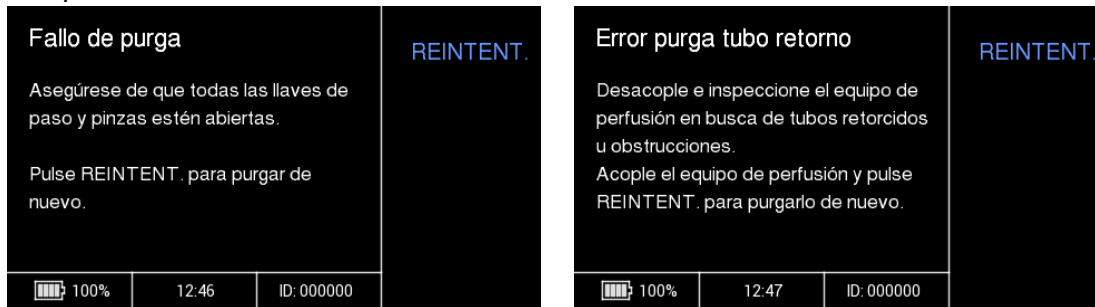 Fallo de purga
REINTENT.
Asegúrese de que todas las llaves de
paso y pinzas estén abiertas.
Pulse REINTENT. para purgar de
nuevo.
100%
12:46
ID: 000000
Error purga tubo retorno
REINTENT.
Desacople e inspeccione el equipo de
perfusión en busca de tubos retorcidos
u obstrucciones.
Acople el equipo de perfusión y pulse
REINTENT. para purgarlo de nuevo.
100%
12:47
ID: 000000